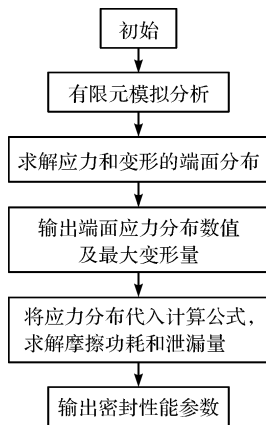 初始
有限元模拟分析
求解应力和变形的端面分布
输出端面应力分布数值
及最大变形量
将应力分布代入计算公式,
求解摩擦功耗和泄漏量
输出密封性能参数